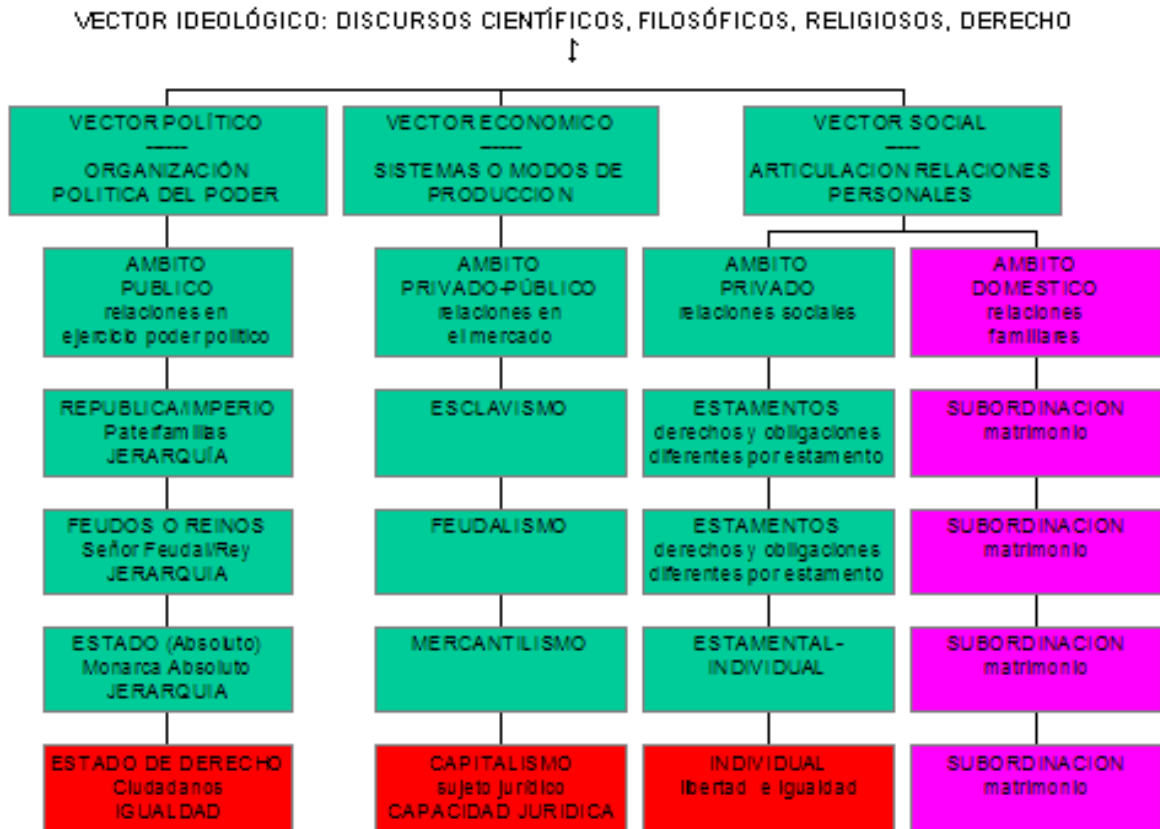 VECTOR IDEOLÓGICO: DISCURSOS CIENTÍFICOS, FILOSÓFICOS, RELIGIOSOS, DERECHO
VECTOR POLÍTICO
------
ORGANIZACIÓN
POLITICA DEL PODER
VECTOR ECONOMICO
------
SISTEMAS O MODOS DE
PRODUCCION
VECTOR SOCIAL
-----
ARTICULACION RELACIONES
PERSONALES
AMBITO
PUBLICO
relaciones en
ejercicio poder político
AMBITO
PRIVADO-PÚBLICO
relaciones en
el mercado
AMBITO
PRIVADO
relaciones sociales
AMBITO
DOMESTICO
relaciones
familiares
REPUBLICA/IMPERIO
Paterfamilias
JERARQUÍA
ESCLAVISMO
ESTAMENTOS
derechos y obligaciones
diferentes por estamento
SUBORDINACION
matrimonio
FEUDOS O REINOS
Señor Feudal/Rey
JERARQUIA
FEUDALISMO
ESTAMENTOS
derechos y obligaciones
diferentes por estamento
SUBORDINACION
matrimonio
ESTADO (Absoluto)
Monarca Absoluto
JERARQUIA
MERCANTILISMO
ESTAMENTAL-
INDIVIDUAL
SUBORDINACION
matrimonio
ESTADO DE DERECHO
Ciudadanos
IGUALDAD
CAPITALISMO
sujeto jurídico
CAPACIDAD JURIDICA
INDIVIDUAL
libertad e igualdad
SUBORDINACION
matrimonio